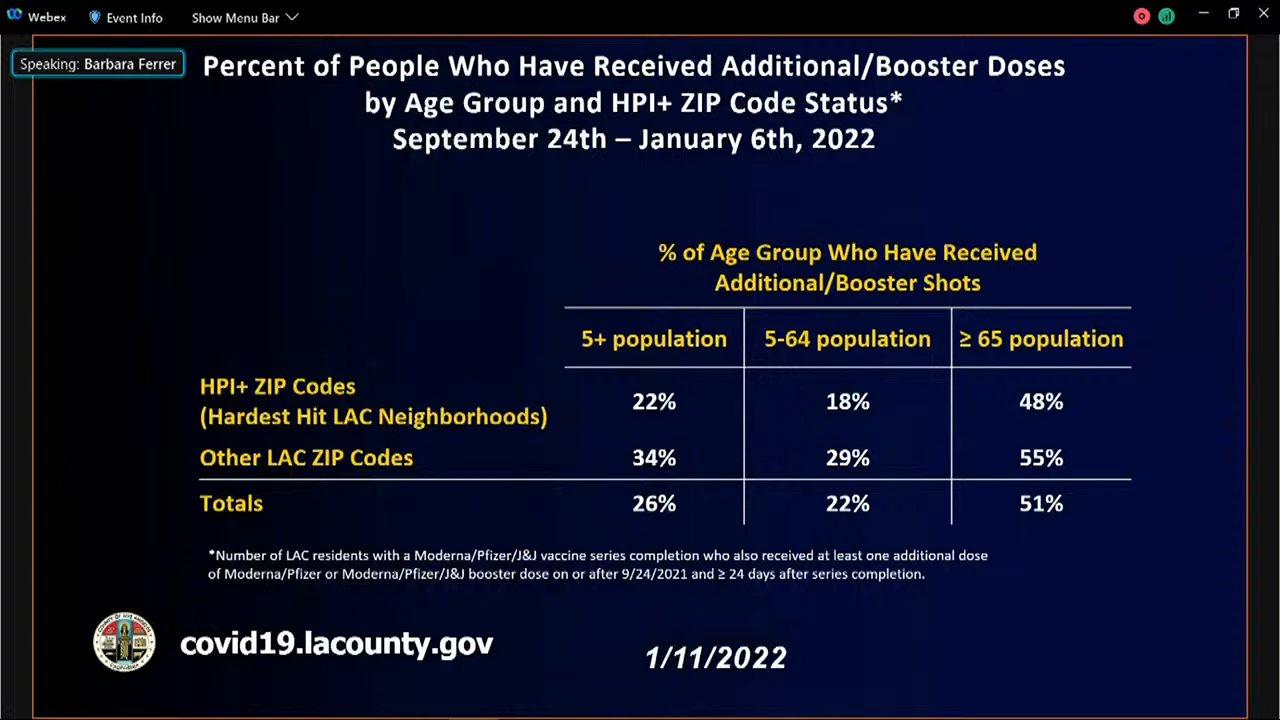 Webex
Event Info
Show Menu Bar
Speaking: Barbara Ferrer
Percent of People Who Have Received Additional/Booster Doses
by Age Group and HPI+ ZIP Code Status*
September 24th – January 6th, 2022
% of Age Group Who Have Received
Additional/Booster Shots
5+ population 5-64 population ≥ 65 population
HPI+ ZIP Codes
(Hardest Hit LAC Neighborhoods) 22% 18% 48%
Other LAC ZIP Codes 34% 29% 55%
Totals 26% 22% 51%
*Number of LAC residents with a Moderna/Pfizer/J&J vaccine series completion who also received at least one additional dose
of Moderna/Pfizer or Moderna/Pfizer/J&J booster dose on or after 9/24/2021 and ≥ 24 days after series completion.
covid19.lacounty.gov
1/11/2022